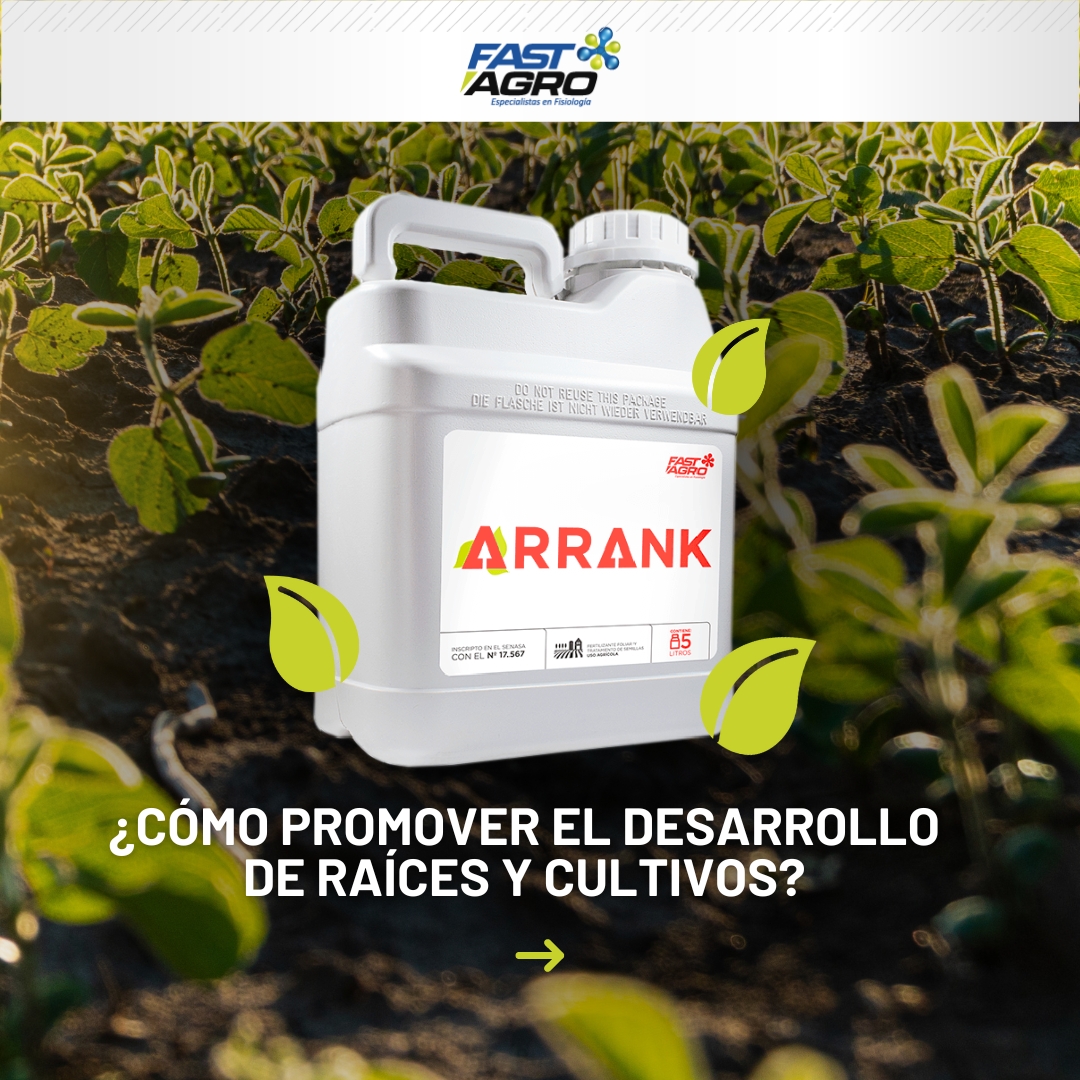 FAST
AGRO
Especialistas en Fisiología
DO NOT REUSE THIS PACKAGE
DIE FLASCHE IST NICHT WIEDER VERWENDBAR
FAST
AGRO
ARRANK
INSCRIPTO EN EL SENASA
CON EL Nº 17.567
FERTILIZANTE FOLIAR Y
TRATAMIENTO DE SEMILLAS
USO AGRÍCOLA
CONTIENE
5
LITROS
¿CÓMO PROMOVER EL DESARROLLO
DE RAÍCES Y CULTIVOS?